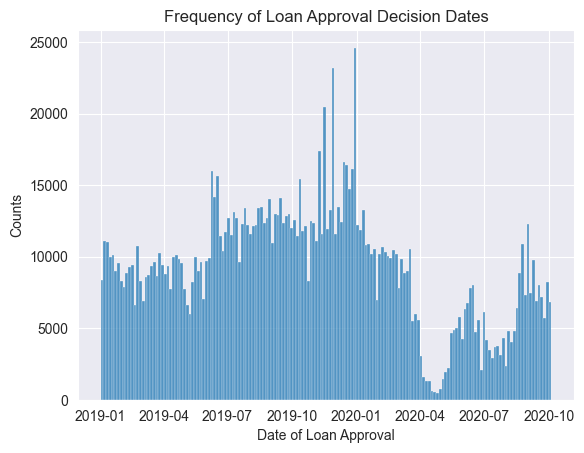 Frequency of Loan Approval Decision Dates
25000
20000
15000
10000
5000
0
Counts
2019-01 2019-04 2019-07 2019-10 2020-01 2020-04 2020-07 2020-10
Date of Loan Approval